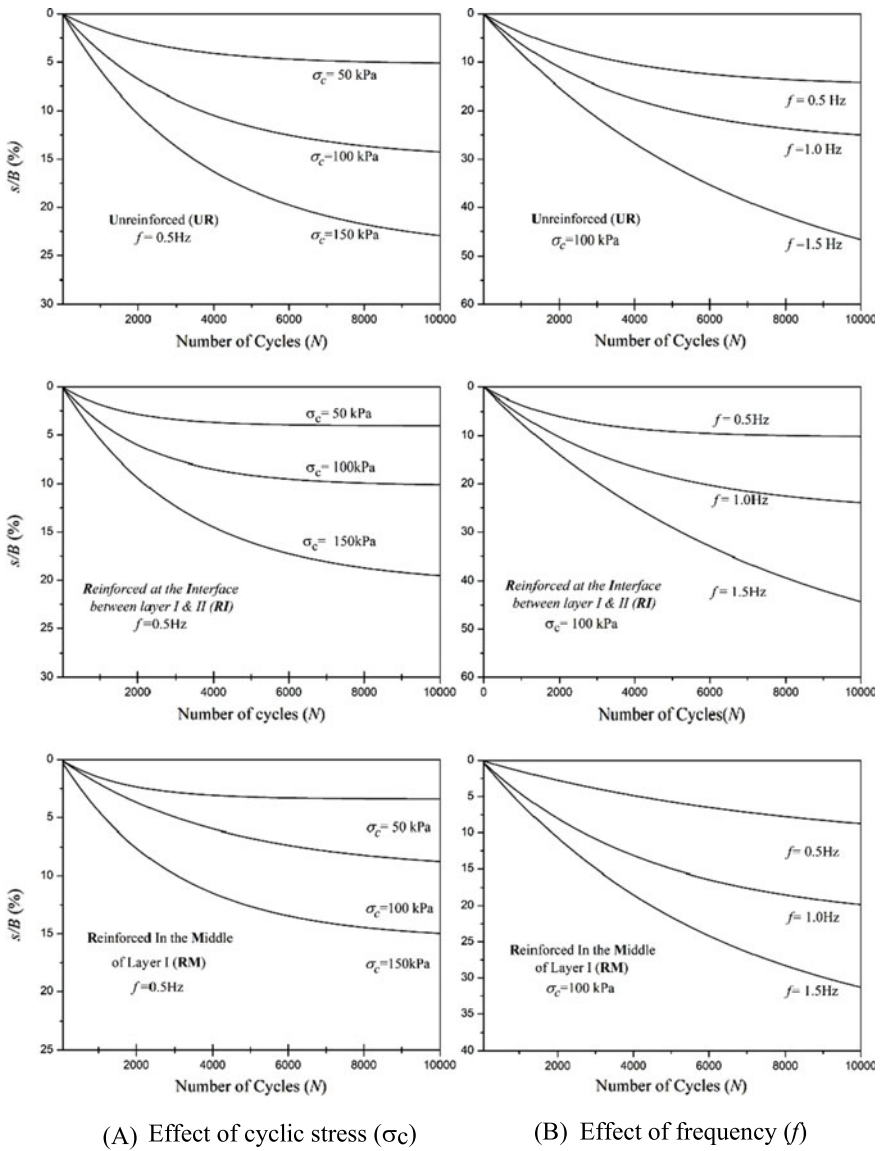 0
5
10
15
20
25
30
s/B (%)
σc= 50 kPa
σc=100 kPa
σc=150 kPa
Unreinforced (UR)
f = 0.5Hz
2000 4000 6000 8000 10000
Number of Cycles (N)
0
10
20
30
40
50
60
f = 0.5 Hz
f =1.0 Hz
f −1.5 Hz
Unreinforced (UR)
σc=100 kPa
2000 4000 6000 8000 10000
Number of Cycles (N)
0
5
10
15
20
25
30
s/B (%)
σc= 50 kPa
σc= 100kPa
σc= 150kPa
Reinforced at the Interface
between layer I & II (RI)
f =0.5Hz
2000 4000 6000 8000 10000
Number of cycles (N)
0
10
20
30
40
50
60
f = 0.5Hz
f = 1.0Hz
f = 1.5Hz
Reinforced at the Interface
between layer I & II (RI)
σc= 100 kPa
0 2000 4000 6000 8000 10000
Number of Cycles(N)
0
5
10
15
20
25
s/B (%)
σc= 50 kPa
σc=100 kPa
σc=150kPa
Reinforced In the Middle
of Layer I (RM)
f =0.5Hz
2000 4000 6000 8000 10000
Number of Cycles (N)
0
5
10
15
20
25
30
35
40
f = 0.5Hz
f = 1.0Hz
f= 1.5Hz
Reinforced In the Middle
of Layer I (RM)
σc=100 kPa
2000 4000 6000 8000 10000
Number of Cycles (N)
(A) Effect of cyclic stress (σc)
(B) Effect of frequency (f)